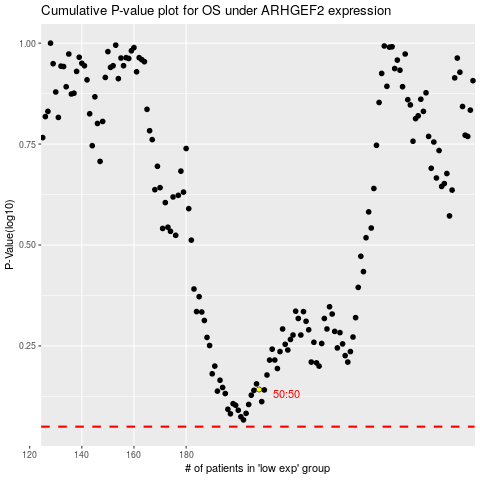 Cumulative P-value plot for OS under ARHGEF2 expression
1.00
0.75
0.50
0.25
P-Value(log10)
50:50
120 140 160 180
# of patients in 'low exp' group